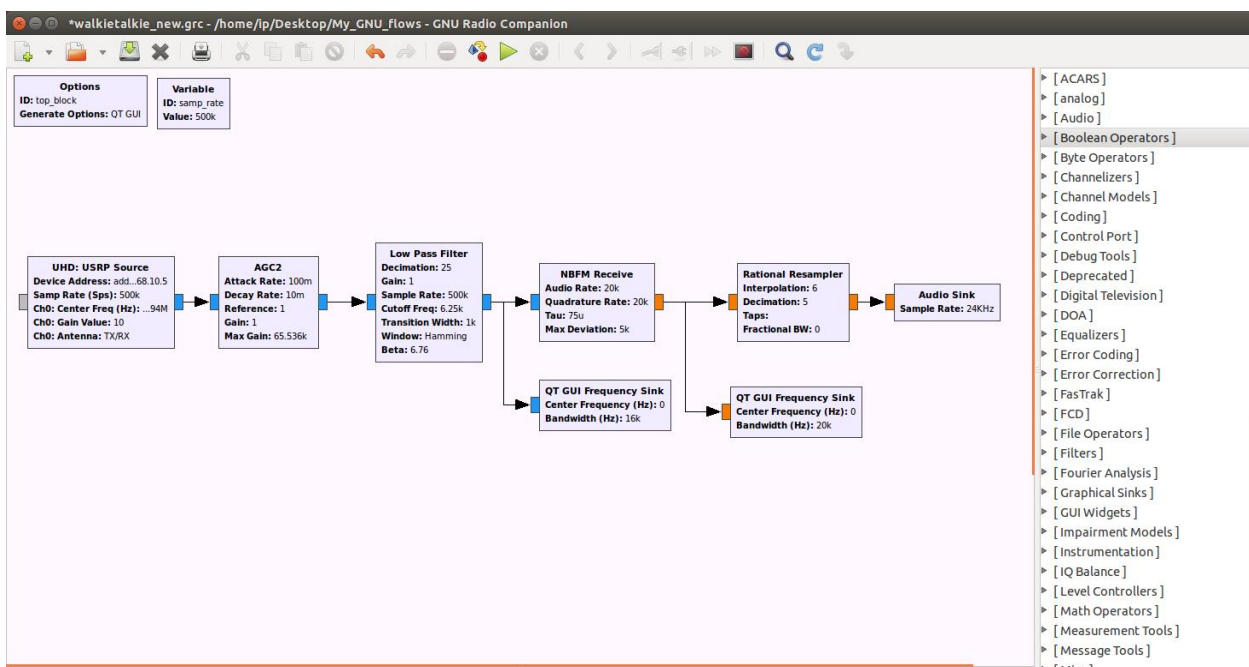 *walkietalkie_new.grc - /home/ip/Desktop/My_GNU_flows - GNU Radio Companion
Options
ID: top_block
Generate Options: QT GUI
Variable
ID: samp_rate
Value: 500k
UHD: USRP Source
Device Address: add...68.10.5
Samp Rate (Sps): 500k
Ch0: Center Freq (Hz): ...94M
Ch0: Gain Value: 10
Ch0: Antenna: TX/RX
AGC2
Attack Rate: 100m
Decay Rate: 10m
Reference: 1
Gain: 1
Max Gain: 65.536k
Low Pass Filter
Decimation: 25
Gain: 1
Sample Rate: 500k
Cutoff Freq: 6.25k
Transition Width: 1k
Window: Hamming
Beta: 6.76
NBFM Receive
Audio Rate: 20k
Quadrature Rate: 20k
Tau: 75u
Max Deviation: 5k
Rational Resampler
Interpolation: 6
Decimation: 5
Taps:
Fractional BW: 0
Audio Sink
Sample Rate: 24KHz
QT GUI Frequency Sink
Center Frequency (Hz): 0
Bandwidth (Hz): 16k
QT GUI Frequency Sink
Center Frequency (Hz): 0
Bandwidth (Hz): 20k
[ ACARS ]
[ analog ]
[ Audio ]
[ Boolean Operators ]
[ Byte Operators ]
[ Channelizers ]
[ Channel Models ]
[ Coding ]
[ Control Port ]
[ Debug Tools ]
[ Deprecated ]
[ Digital Television ]
[ DOA ]
[ Equalizers ]
[ Error Coding ]
[ Error Correction ]
[ FasTrak ]
[ FCD ]
[ File Operators ]
[ Filters ]
[ Fourier Analysis ]
[ Graphical Sinks ]
[ GUI Widgets ]
[ Impairment Models ]
[ Instrumentation ]
[ IQ Balance ]
[ Level Controllers ]
[ Math Operators ]
[ Measurement Tools ]
[ Message Tools ]